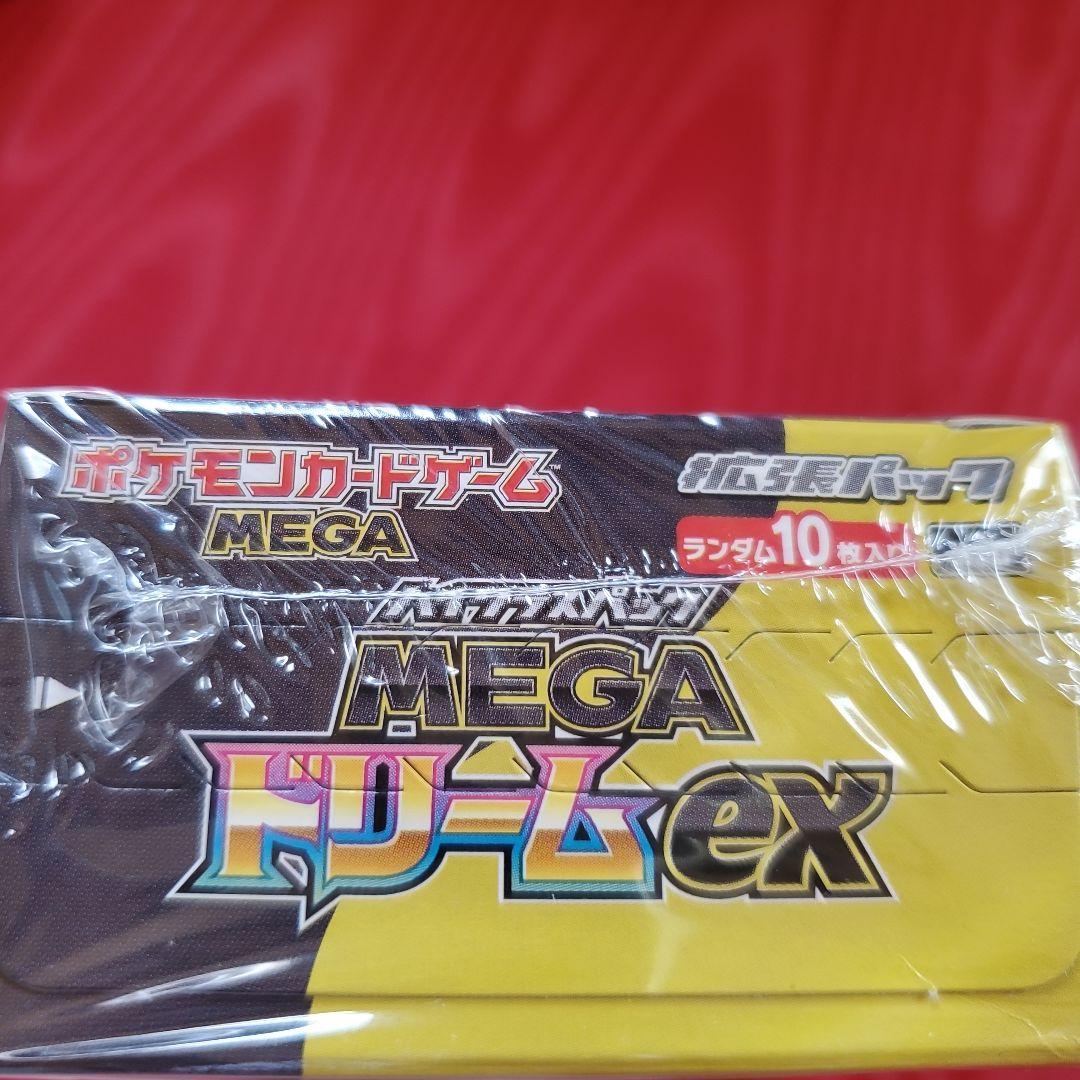 ポケモンカードゲーム™
MEGA
拡張パック
ランダム10枚入り
ハイクラスパック
MEGA
ドリームex